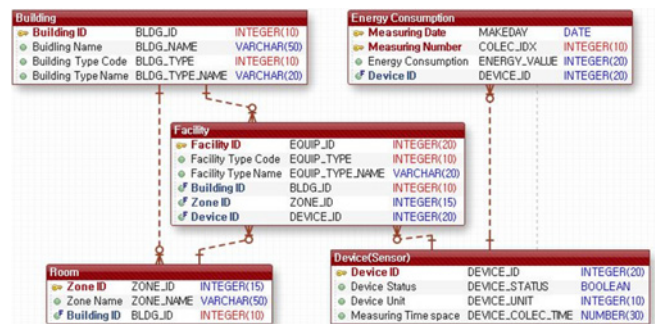 Building
Building ID BLDG_ID INTEGER(10)
Buidling Name BLDG_NAME VARCHAR(50)
Building Type Code BLDG_TYPE INTEGER(10)
Building Type Name BLDG_TYPE_NAME VARCHAR(20)
Energy Consumption
Measuring Date MAKEDAY DATE
Measuring Number COLEC_IDX INTEGER(10)
Energy Consumption ENERGY_VALUE INTEGER(20)
Device ID DEVICE_ID INTEGER(20)
Facility
Facility ID EQUIP_ID INTEGER(20)
Facility Type Code EQUIP_TYPE INTEGER(10)
Facility Type Name EQUIP_TYPE_NAME VARCHAR(20)
Building ID BLDG_ID INTEGER(10)
Zone ID ZONE_ID INTEGER(15)
Device ID DEVICE_ID INTEGER(20)
Room
Zone ID ZONE_ID INTEGER(15)
Zone Name ZONE_NAME VARCHAR(50)
Building ID BLDG_ID INTEGER(10)
Device(Sensor)
Device ID DEVICE_ID INTEGER(20)
Device Status DEVICE_STATUS BOOLEAN
Device Unit DEVICE_UNIT INTEGER(10)
Measuring Time space DEVICE_COLEC_TIME NUMBER(30)